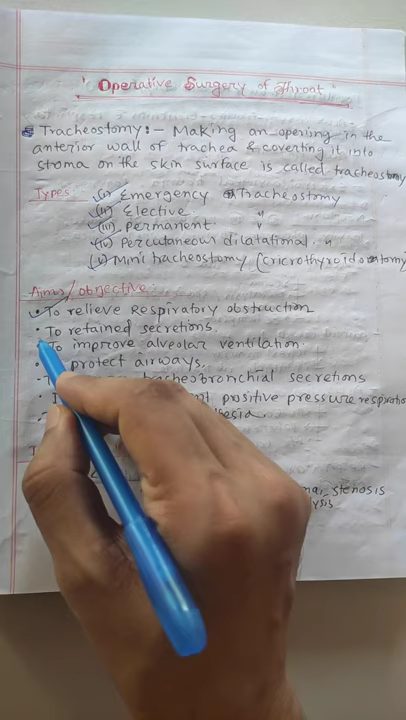 ' Operative Surgery of Throat '
• Tracheostomy:- Making an opening in the
anterior wall of trachea & coverting it into
stoma on the skin surface is called tracheostomy
Types (i) Emergency Tracheostomy
(ii) Elective "
(iii) Permanent "
(iv) Percutaneous dilatational. "
(v) Mini tracheostomy (cricrothyroidomtomy)
Aims/objective
• To relieve Respiratory obstruction
• To retained secretions.
• To improve alveolar ventilation.
• protect airways.
- tracheobronchial secretions
• positive pressure respiratio
stenosis